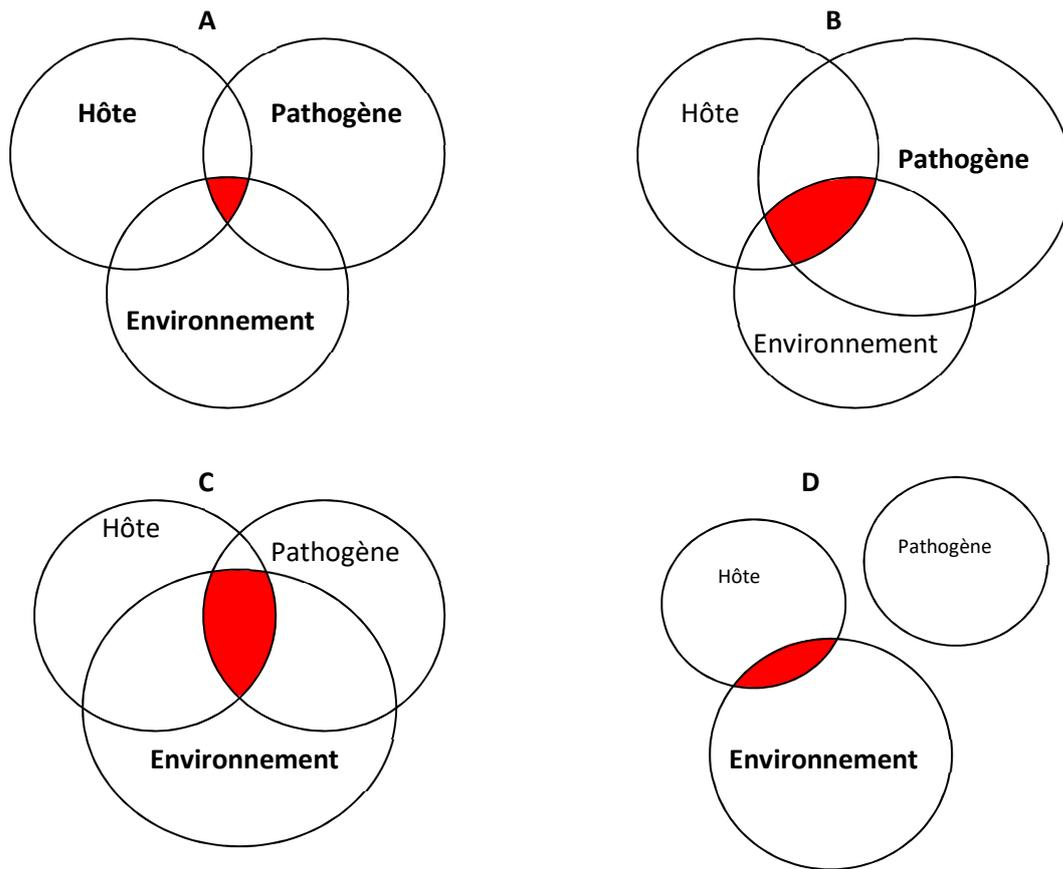 A
Hôte
Pathogène
Environnement
B
Hôte
Pathogène
Environnement
C
Hôte
Pathogène
Environnement
D
Hôte
Pathogène
Environnement